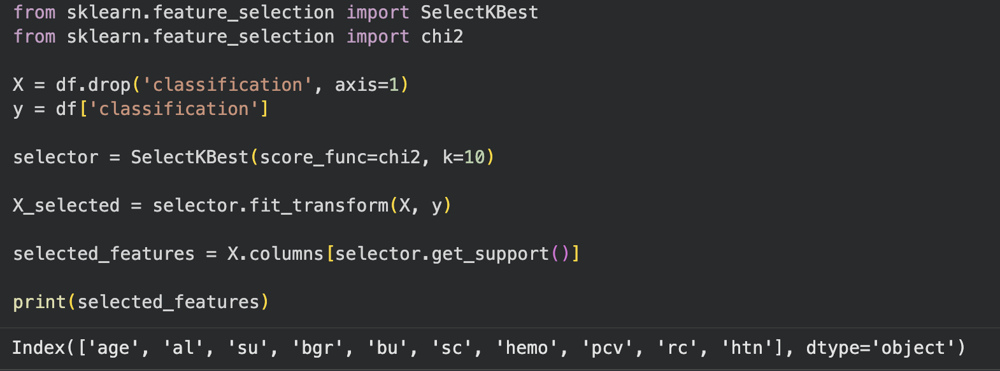 from sklearn.feature_selection import SelectKBest
from sklearn.feature_selection import chi2
X = df.drop('classification', axis=1)
y = df['classification']
selector = SelectKBest(score_func=chi2, k=10)
X_selected = selector.fit_transform(X, y)
selected_features = X.columns[selector.get_support()]
print(selected_features)
Index(['age', 'al', 'su', 'bgr', 'bu', 'sc', 'hemo', 'pcv', 'rc', 'htn'], dtype='object')